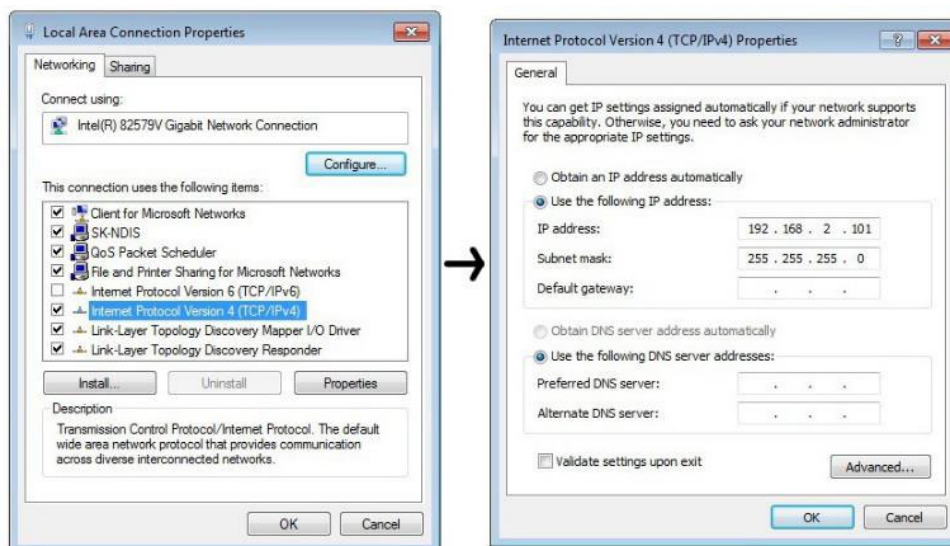 Local Area Connection Properties
Networking
Sharing
Connect using:
Intel(R) 82579V Gigabit Network Connection
Configure...
This connection uses the following items:
Client for Microsoft Networks
SK-NDIS
QoS Packet Scheduler
File and Printer Sharing for Microsoft Networks
Internet Protocol Version 6 (TCP/IPv6)
Internet Protocol Version 4 (TCP/IPv4)
Link-Layer Topology Discovery Mapper I/O Driver
Link-Layer Topology Discovery Responder
Install...
Uninstall
Properties
Description
Transmission Control Protocol/Internet Protocol. The default
wide area network protocol that provides communication
across diverse interconnected networks.
OK
Cancel
Internet Protocol Version 4 (TCP/IPv4) Properties
General
You can get IP settings assigned automatically if your network supports
this capability. Otherwise, you need to ask your network administrator
for the appropriate IP settings.
Obtain an IP address automatically
Use the following IP address:
IP address: 192 . 168 . 2 . 101
Subnet mask: 255 . 255 . 255 . 0
Default gateway: . . .
Obtain DNS server address automatically
Use the following DNS server addresses:
Preferred DNS server: . . .
Alternate DNS server: . . .
Validate settings upon exit
Advanced...
OK
Cancel